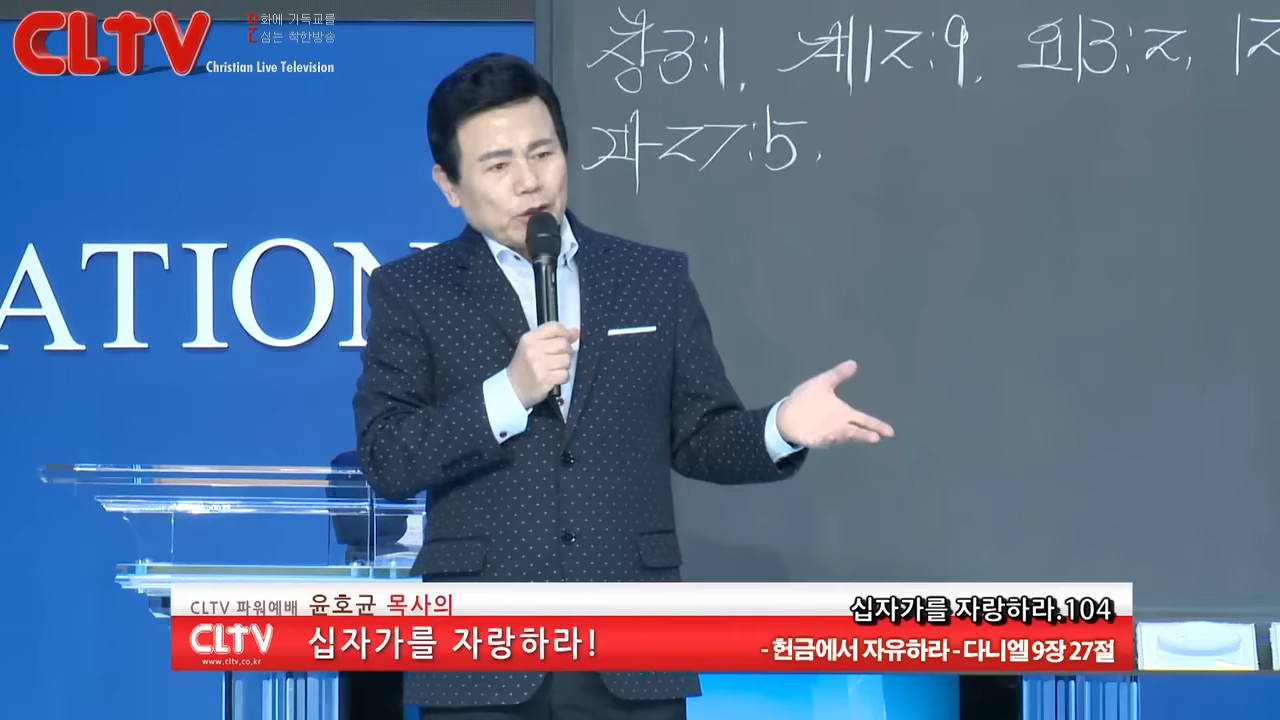 CLTV
문화에 기독교를
심는 착한방송
Christian Live Television
창3:1, 계12:9, 요13:2, 12
과27:5,
ATION
CLTV 파워예배 윤호균 목사의
십자가를 자랑하라.104
CLTV
www.cltv.co.kr
십자가를 자랑하라!
- 헌금에서 자유하라 - 다니엘 9장 27절